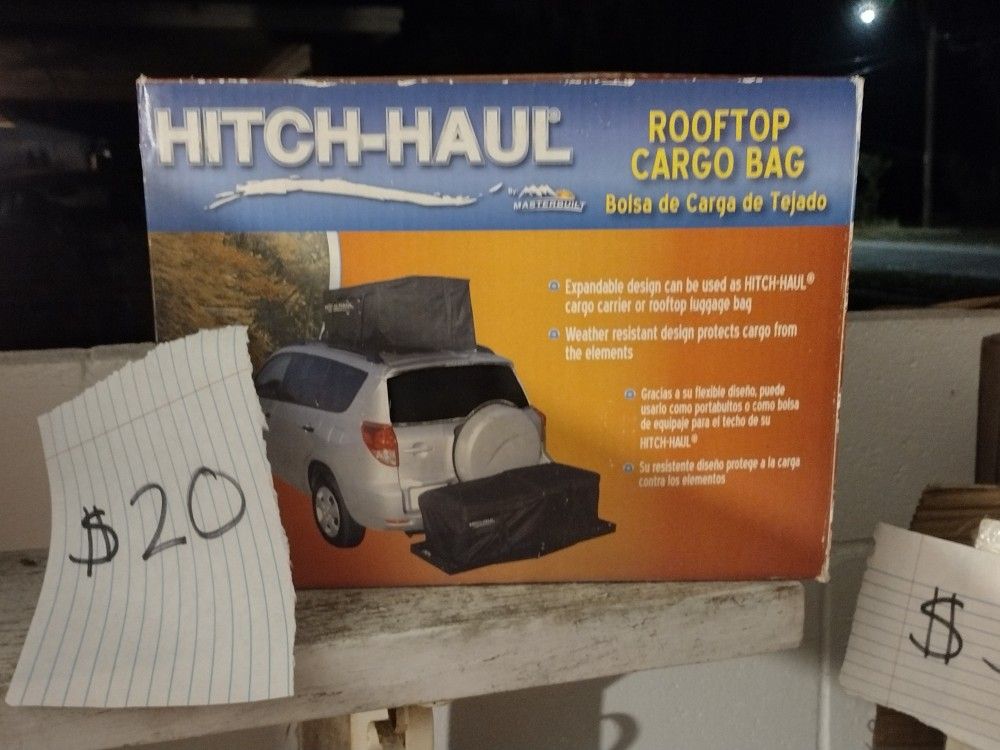 HITCH-HAUL®
By
MASTERBUILT
ROOFTOP
CARGO BAG
Bolsa de Carga de Tejado
Expandable design can be used as HITCH-HAUL®
cargo carrier or rooftop luggage bag
Weather resistant design protects cargo from
the elements
Gracias a su flexible diseño, puede
usarlo como portabultos o como bolsa
de equipaje para el techo de su
HITCH-HAUL®
Su resistente diseño protege a la carga
contra los elementos
HITCH-HAUL
$20
$